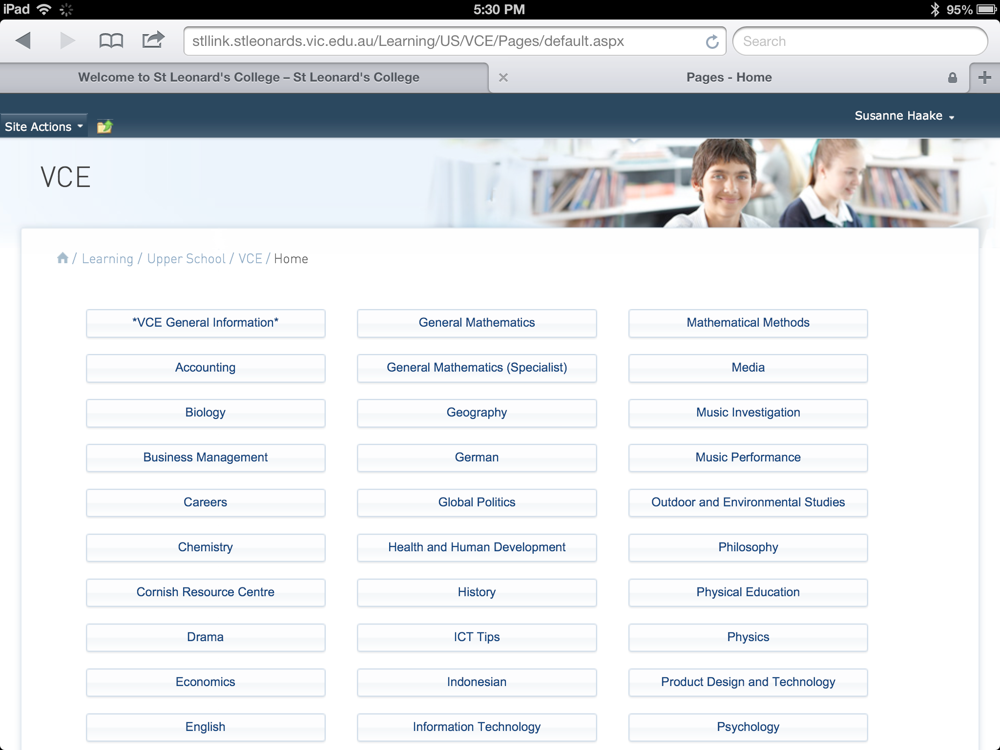 iPad 5:30 PM 95%
stllink.stleonards.vic.edu.au/Learning/US/VCE/Pages/default.aspx Search
Welcome to St Leonard's College – St Leonard's College Pages - Home
Susanne Haake
Site Actions
VCE
/ Learning / Upper School / VCE / Home
*VCE General Information* General Mathematics Mathematical Methods
Accounting General Mathematics (Specialist) Media
Biology Geography Music Investigation
Business Management German Music Performance
Careers Global Politics Outdoor and Environmental Studies
Chemistry Health and Human Development Philosophy
Cornish Resource Centre History Physical Education
Drama ICT Tips Physics
Economics Indonesian Product Design and Technology
English Information Technology Psychology